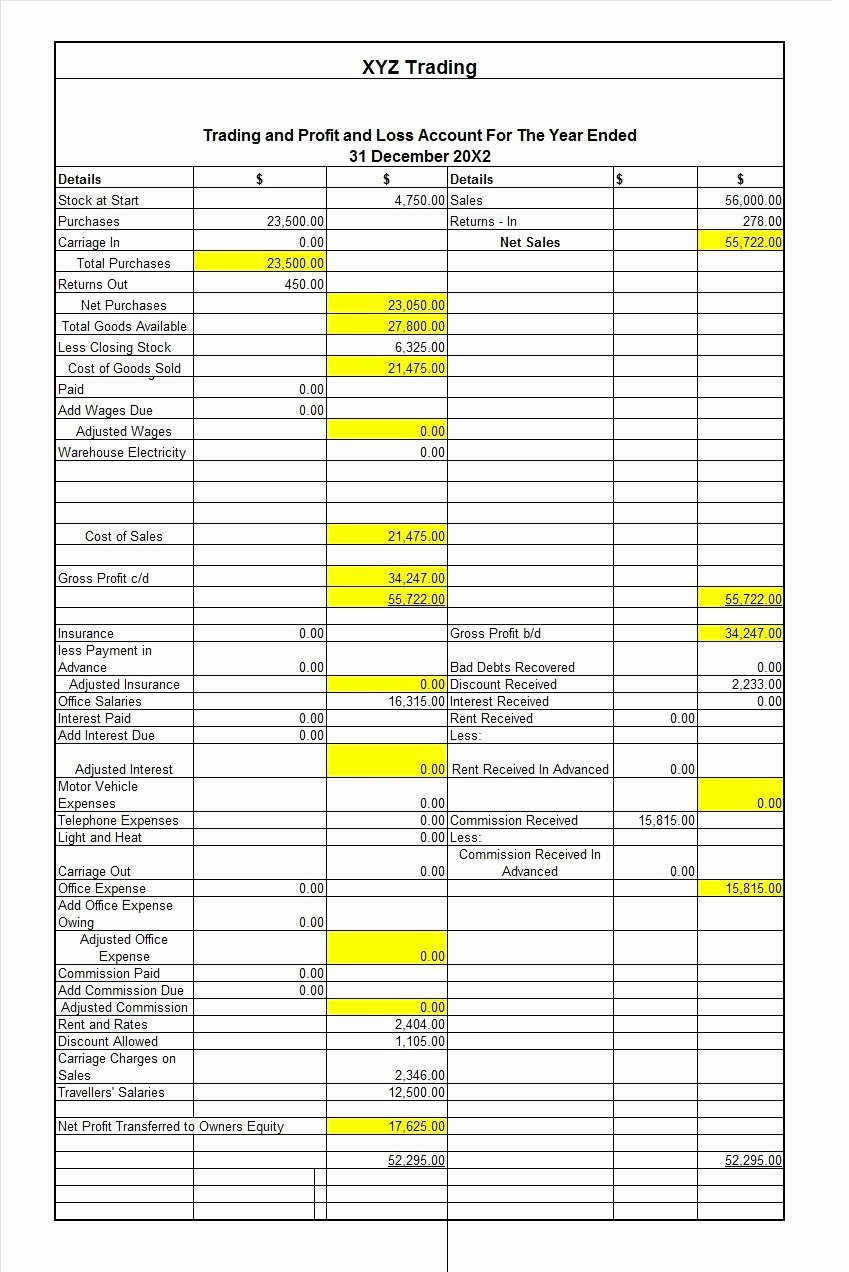 XYZ Trading
Trading and Profit and Loss Account For The Year Ended
31 December 20X2
Details $ $ Details $ $
Stock at Start 4,750.00 Sales 56,000.00
Purchases 23,500.00 Returns - In 278.00
Carriage In 0.00 Net Sales 55,722.00
Total Purchases 23,500.00
Returns Out 450.00
Net Purchases 23,050.00
Total Goods Available 27,800.00
Less Closing Stock 6,325.00
Cost of Goods Sold 21,475.00
Paid 0.00
Add Wages Due 0.00
Adjusted Wages 0.00
Warehouse Electricity 0.00
Cost of Sales 21,475.00
Gross Profit c/d 34,247.00
55,722.00 55,722.00
Insurance 0.00 Gross Profit b/d 34,247.00
less Payment in
Advance 0.00 Bad Debts Recovered 0.00
Adjusted Insurance 0.00 Discount Received 2,233.00
Office Salaries 16,315.00 Interest Received 0.00
Interest Paid 0.00 Rent Received 0.00
Add Interest Due 0.00 Less:
Adjusted Interest 0.00 Rent Received In Advanced 0.00
Motor Vehicle
Expenses 0.00 0.00
Telephone Expenses 0.00 Commission Received 15,815.00
Light and Heat 0.00 Less:
Commission Received In
Carriage Out 0.00 Advanced 0.00
Office Expense 0.00 15,815.00
Add Office Expense
Owing 0.00
Adjusted Office
Expense 0.00
Commission Paid 0.00
Add Commission Due 0.00
Adjusted Commission 0.00
Rent and Rates 2,404.00
Discount Allowed 1,105.00
Carriage Charges on
Sales 2,346.00
Travellers' Salaries 12,500.00
Net Profit Transferred to Owners Equity 17,625.00
52,295.00 52,295.00